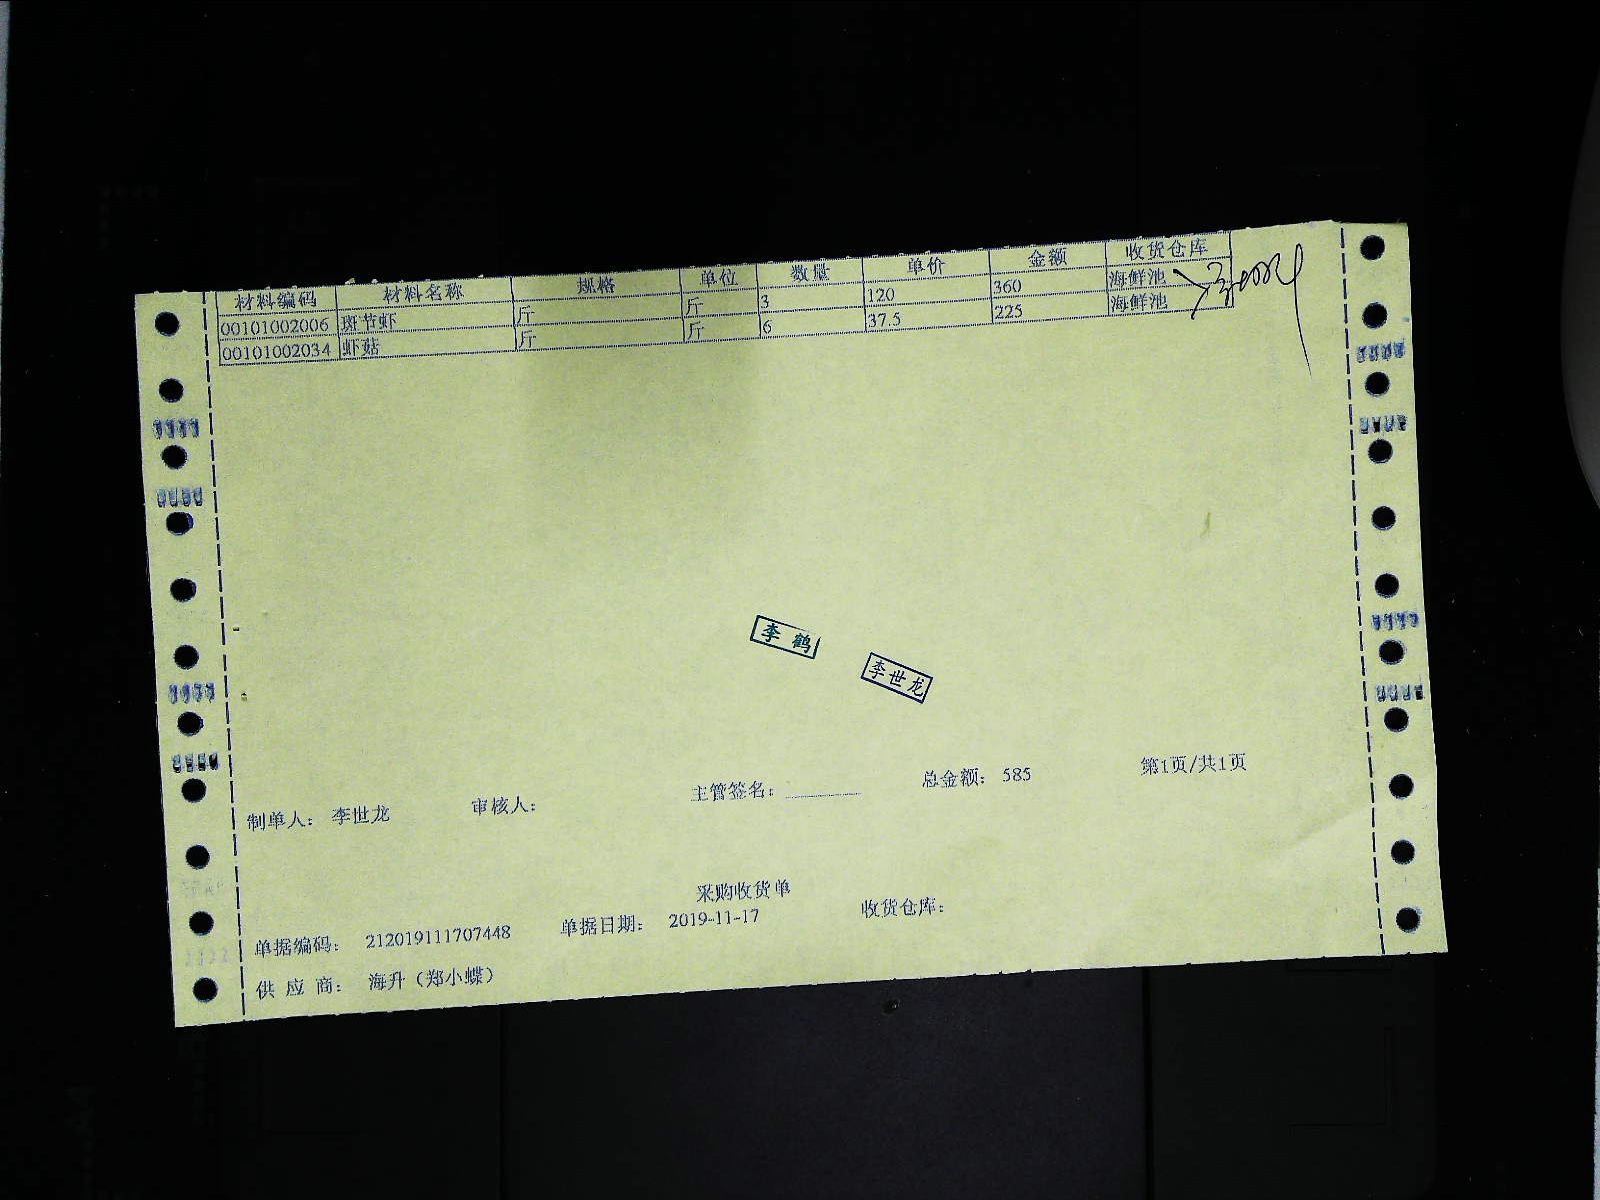 材料编码 材料名称 规格 单位 数量 单价 金额 收货仓库
00101002006 斑节虾 斤 斤 3 120 360 海鲜池
00101002034 虾菇 斤 斤 6 37.5 225 海鲜池
李 鹤
李世龙
制单人： 李世龙 审核人： 主管签名： 总金额： 585 第1页/共1页
采购收货单
单据编码： 212019111707448 单据日期： 2019-11-17 收货仓库：
供 应 商： 海升（郑小蝶）